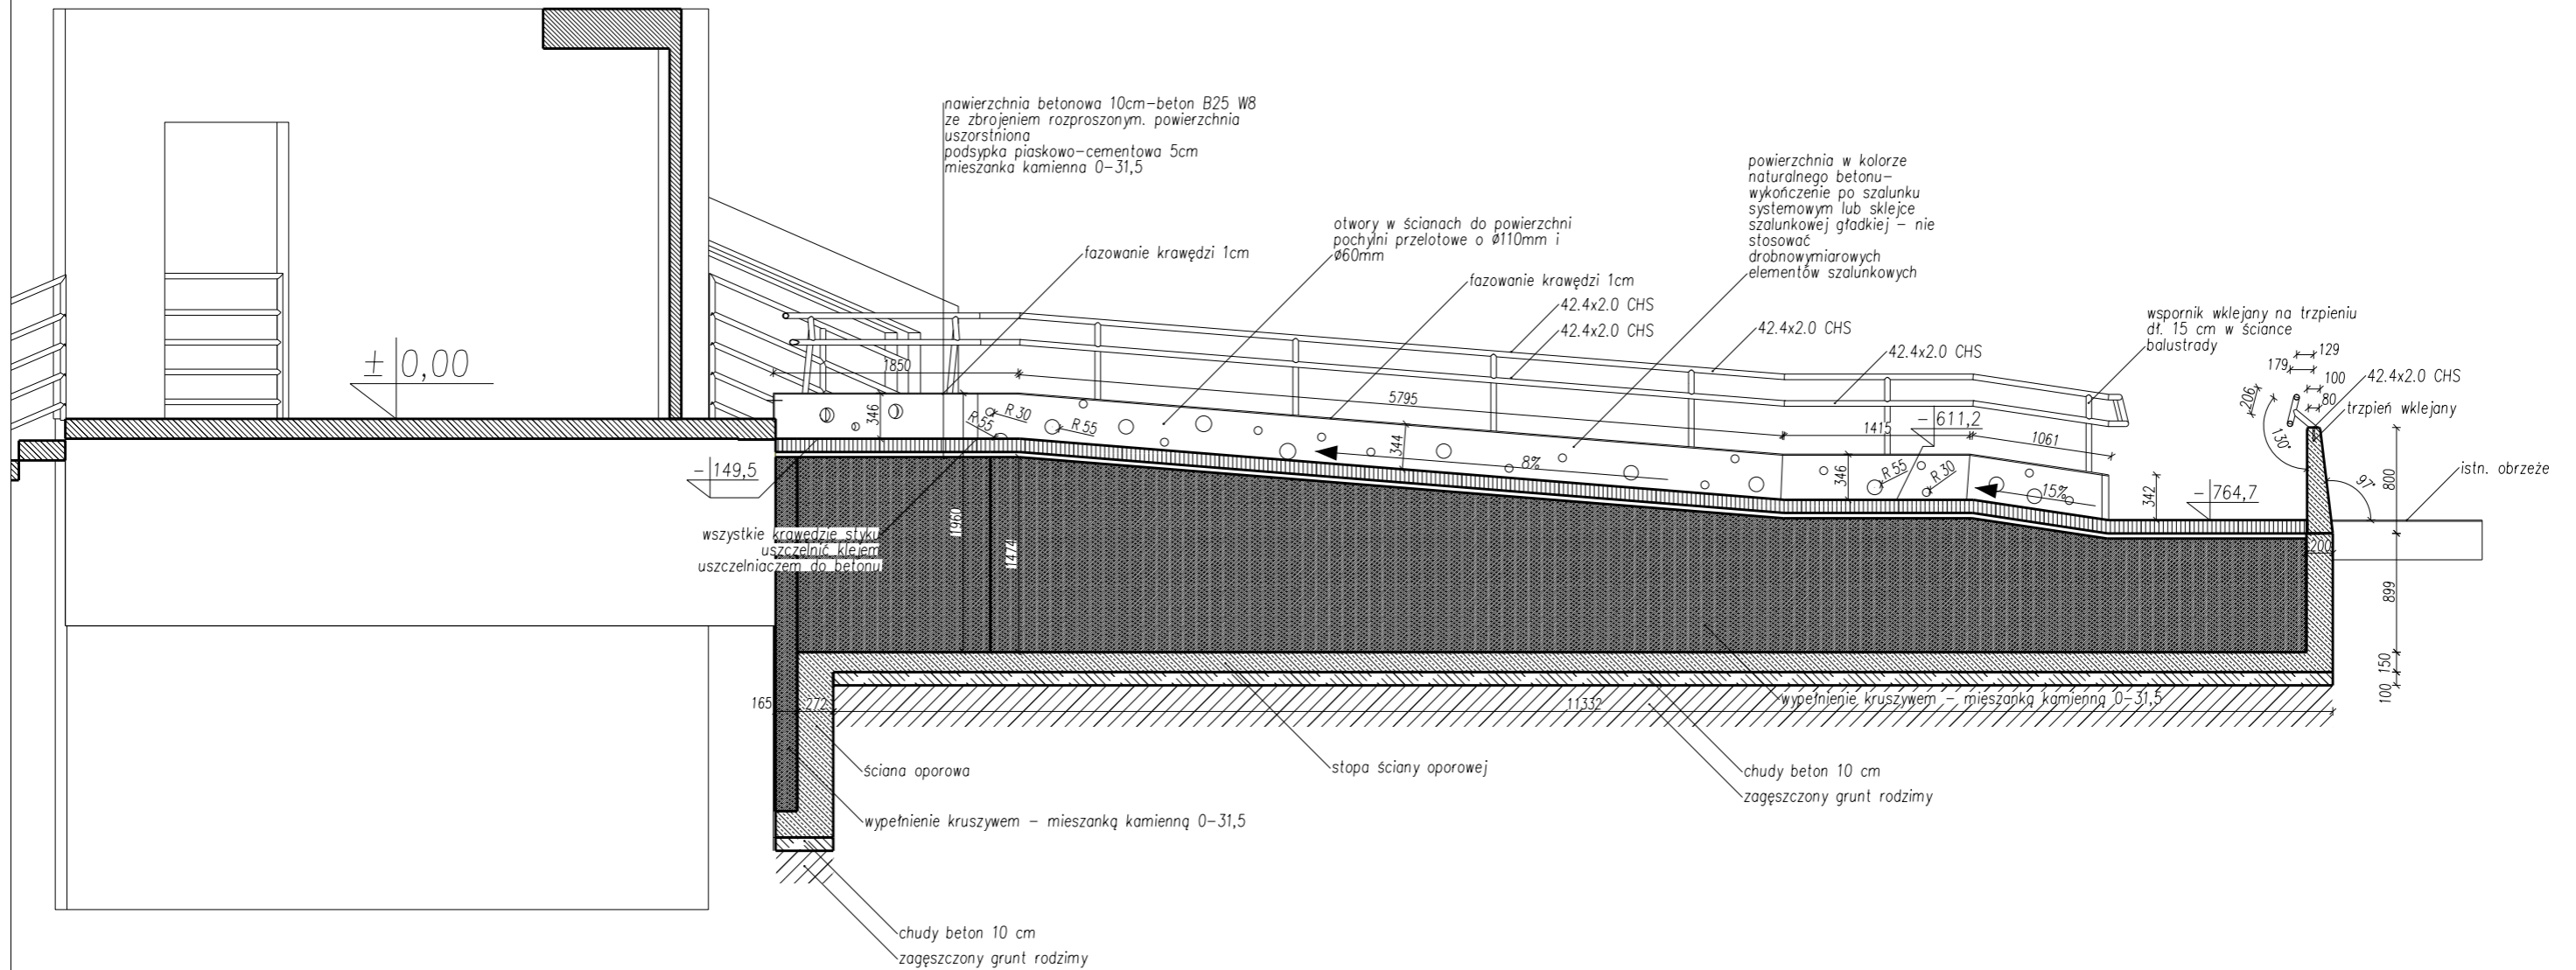 nawierzchnia betonowa 10cm-beton B25 W8
ze zbrojeniem rozproszonym. powierzchnia
uszorstniona
podsypka piaskowo-cementowa 5cm
mieszanka kamienna 0-31,5
powierzchnia w kolorze
naturalnego betonu-
wykończenie po szalunku
systemowym lub sklejce
szalunkowej gładkiej - nie
stosować
drobnowymiarowych
elementów szalunkowych
otwory w ścianach do powierzchni
pochylni przelotowe o Ø110mm i
Ø60mm
fazowanie krawędzi 1cm
fazowanie krawędzi 1cm
42.4x2.0 CHS
42.4x2.0 CHS
42.4x2.0 CHS
42.4x2.0 CHS
wspornik wklejany na trzpieniu
dł. 15 cm w ściance
balustrady
129
179
100
80
42.4x2.0 CHS
trzpień wklejany
206
130°
97°
± 0,00
1850
5795
1415
1061
346
R 30
R 55
R 55
344
8%
346
R 55
R 30
15%
342
- 611,2
- 149,5
- 764,7
istn. obrzeże
800
200
899
150
100
wszystkie krawędzie styku
uszczelnić klejem
uszczelniaczem do betonu
1960
1474
165
272
11332
wypełnienie kruszywem - mieszanką kamienną 0-31,5
ściana oporowa
stopa ściany oporowej
chudy beton 10 cm
zagęszczony grunt rodzimy
wypełnienie kruszywem - mieszanką kamienną 0-31,5
chudy beton 10 cm
zagęszczony grunt rodzimy